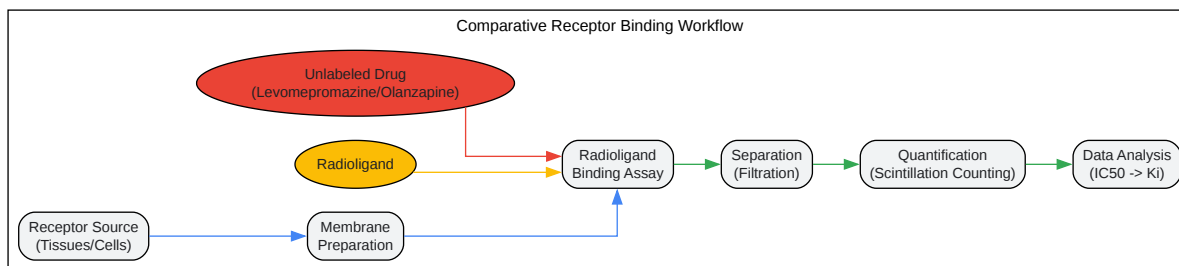 Comparative Receptor Binding Workflow
Unlabeled Drug
(Levomepromazine/Olanzapine)
Radioligand
Radioligand
Binding Assay
Separation
(Filtration)
Quantification
(Scintillation Counting)
Data Analysis
(IC50 -> Ki)
Receptor Source
(Tissues/Cells)
Membrane
Preparation